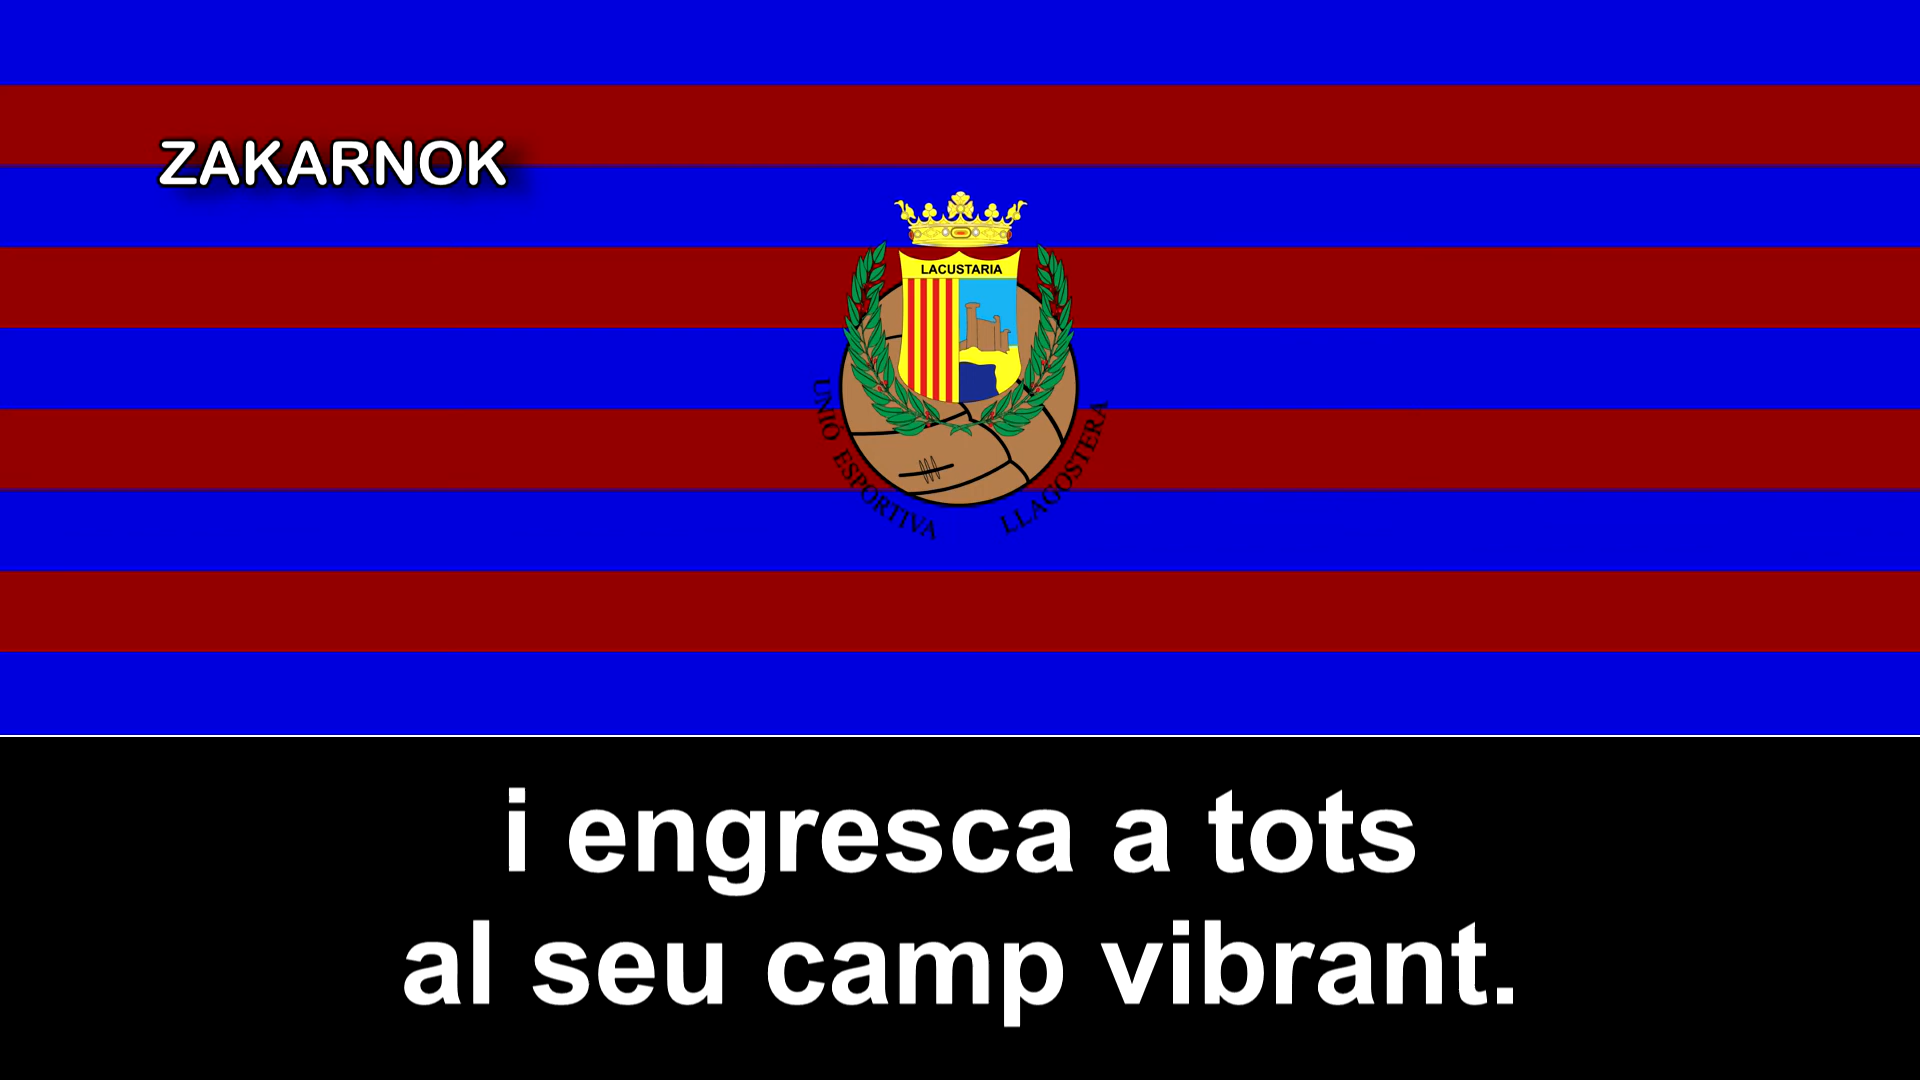 ZAKARNOK
LACUSTARIA
UNIÓ ESPORTIVA LLAGOSTERA
i engresca a tots
al seu camp vibrant.